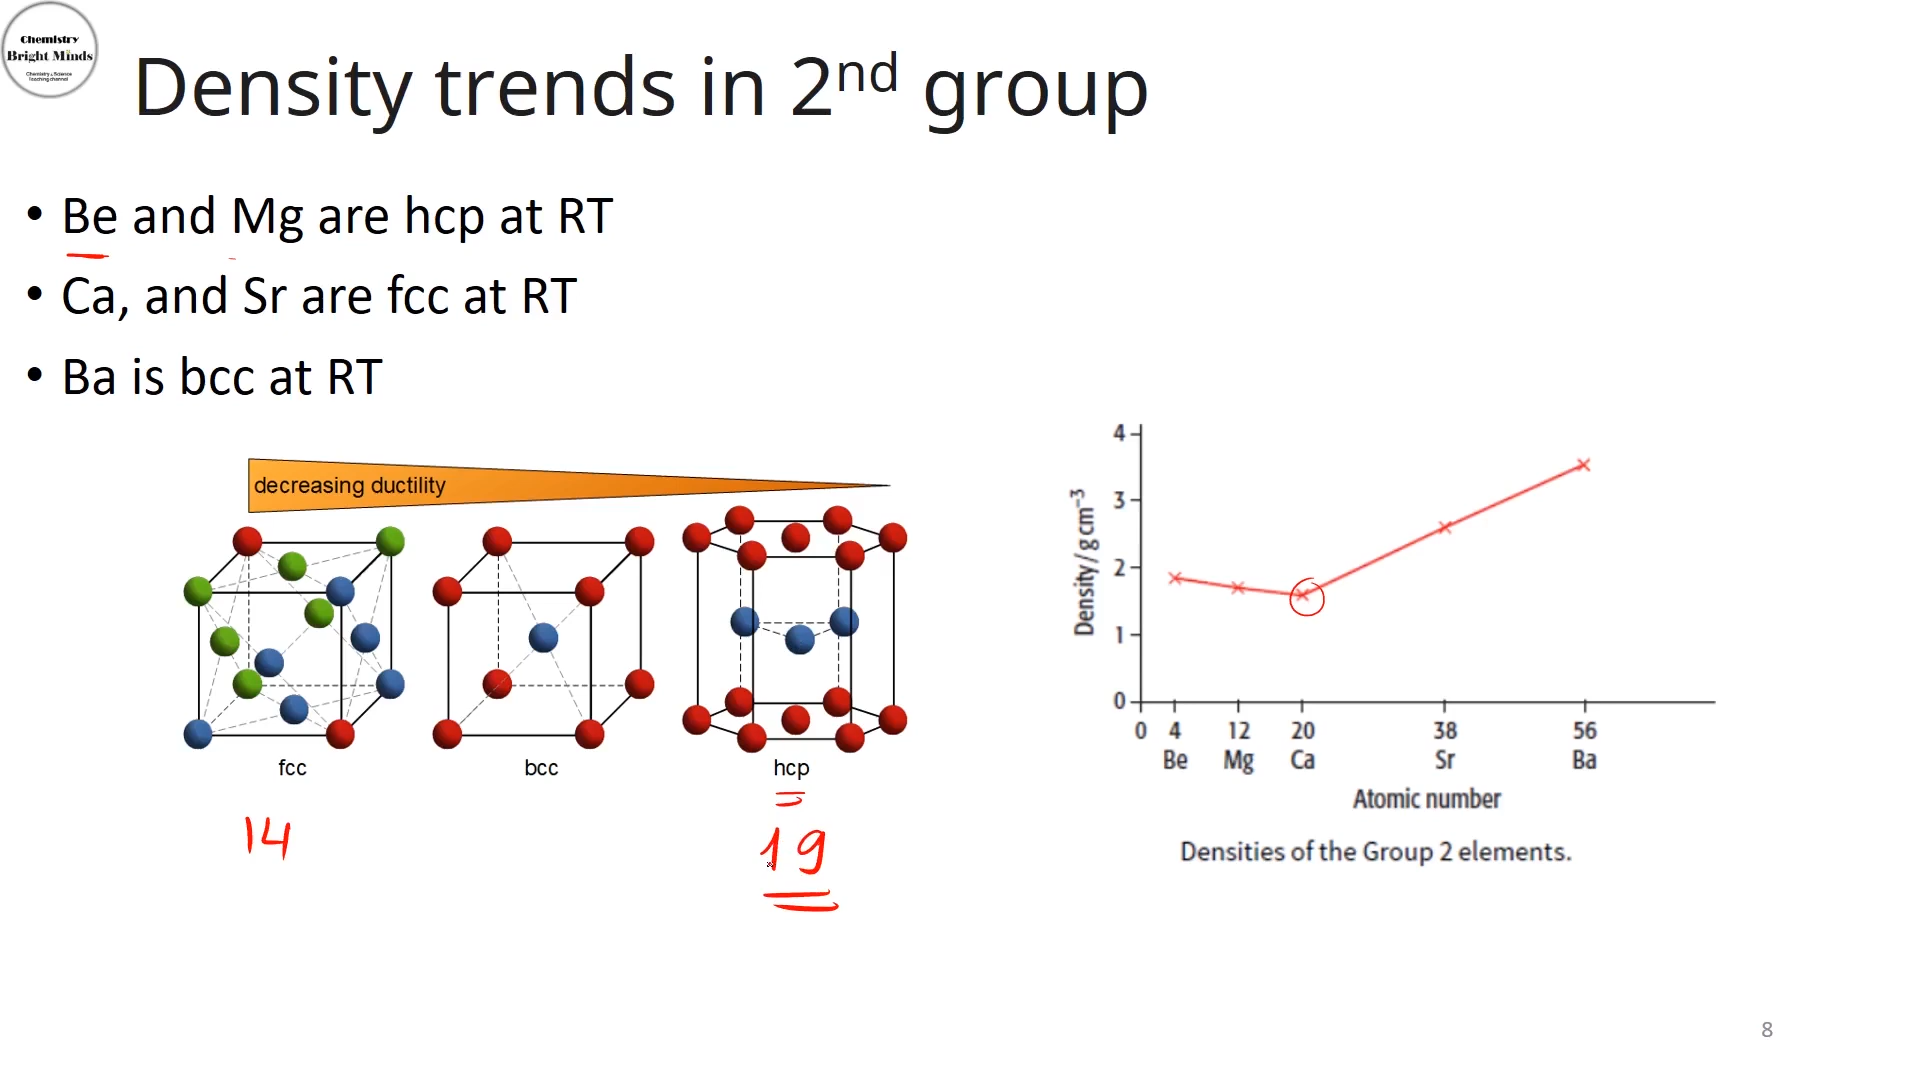 Chemistry
Bright Minds
Chemistry & Science
Teaching channel
Density trends in 2nd group
• Be and Mg are hcp at RT
• Ca, and Sr are fcc at RT
• Ba is bcc at RT
decreasing ductility
fcc
bcc
hcp
14
19
Density/g cm−3
4
3
2
1
0
0 4 12 20 38 56
Be Mg Ca Sr Ba
Atomic number
Densities of the Group 2 elements.
8